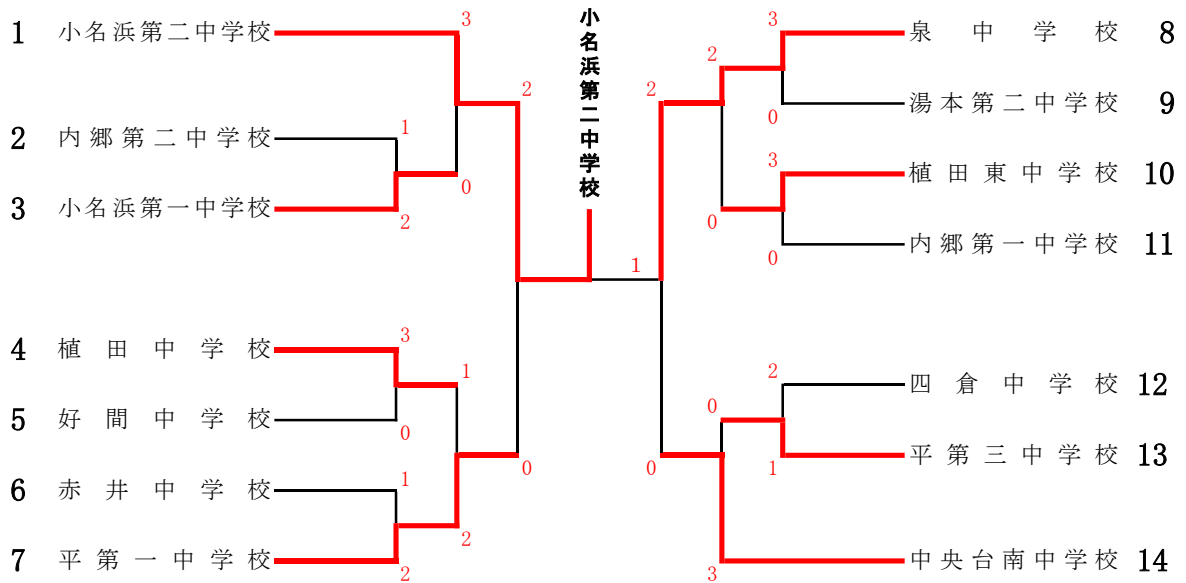 小名浜第二中学校
1 小名浜第二中学校 3
2 内郷第二中学校 1
3 小名浜第一中学校 2
0
2
4 植田中学校 3
5 好間中学校 0
1
6 赤井中学校 1
7 平第一中学校 2
2
0
1
3 泉中学校 8
0 湯本第二中学校 9
2
3 植田東中学校 10
0 内郷第一中学校 11
0
2
2 四倉中学校 12
1 平第三中学校 13
0
3 中央台南中学校 14
0